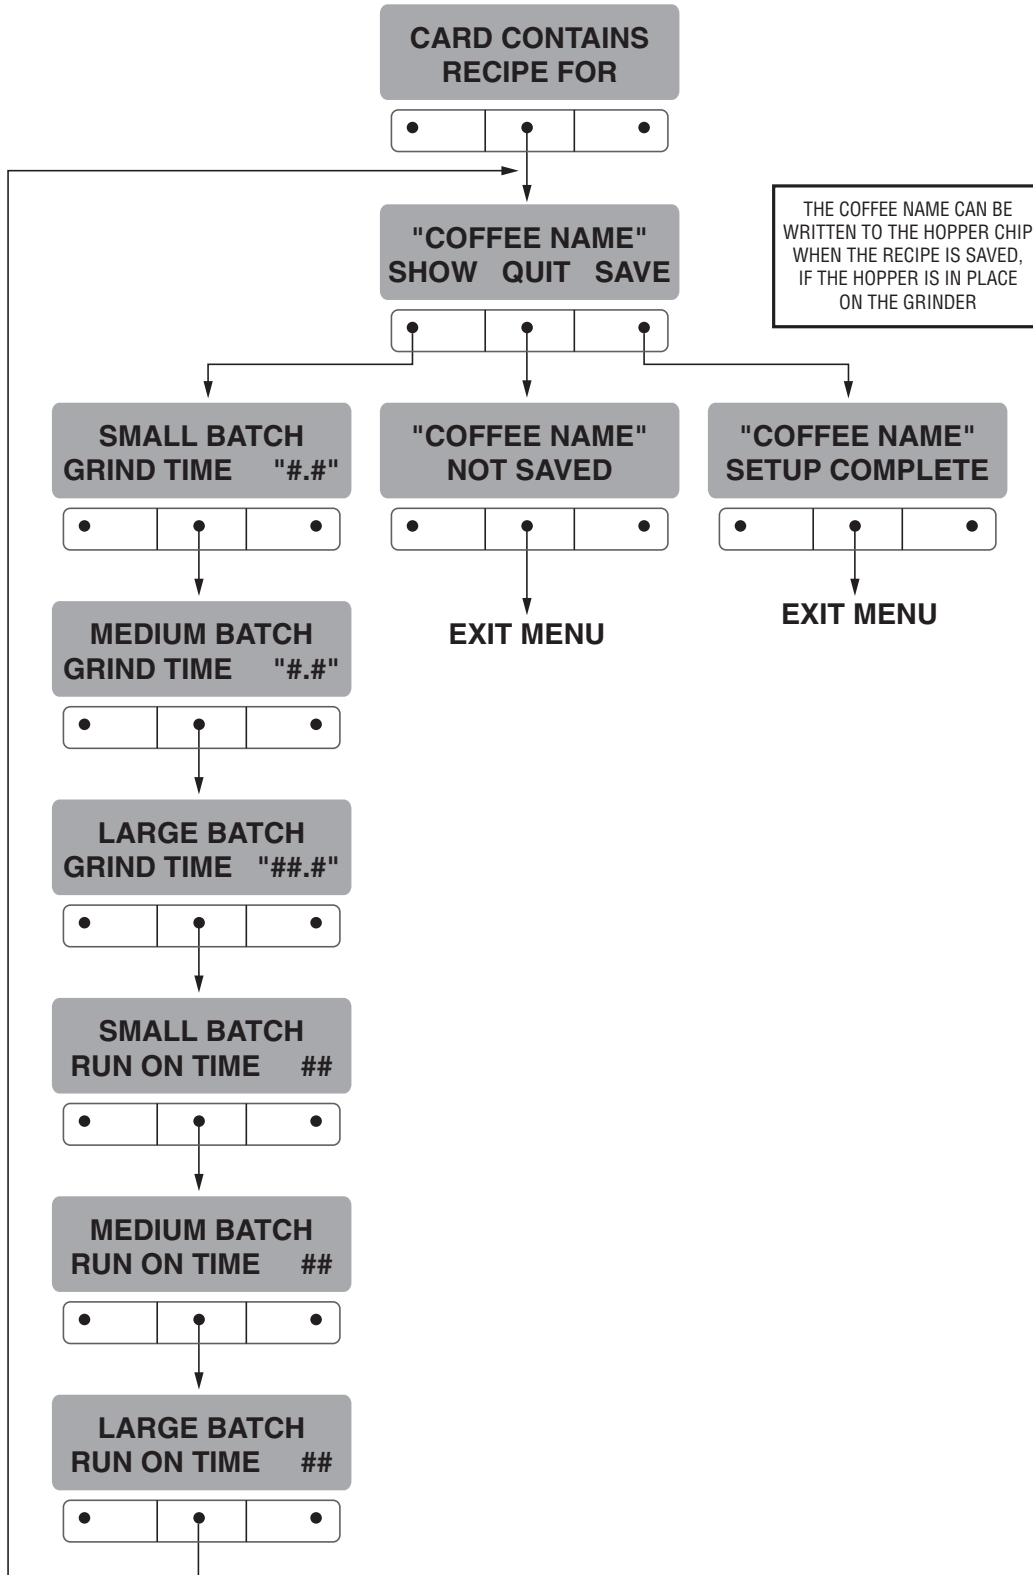 CARD CONTAINS
RECIPE FOR
"COFFEE NAME"
SHOW QUIT SAVE
THE COFFEE NAME CAN BE
WRITTEN TO THE HOPPER CHIP
WHEN THE RECIPE IS SAVED,
IF THE HOPPER IS IN PLACE
ON THE GRINDER
SMALL BATCH
GRIND TIME "#.#"
"COFFEE NAME"
NOT SAVED
"COFFEE NAME"
SETUP COMPLETE
EXIT MENU
EXIT MENU
MEDIUM BATCH
GRIND TIME "#.#"
LARGE BATCH
GRIND TIME "##.#"
SMALL BATCH
RUN ON TIME ##
MEDIUM BATCH
RUN ON TIME ##
LARGE BATCH
RUN ON TIME ##